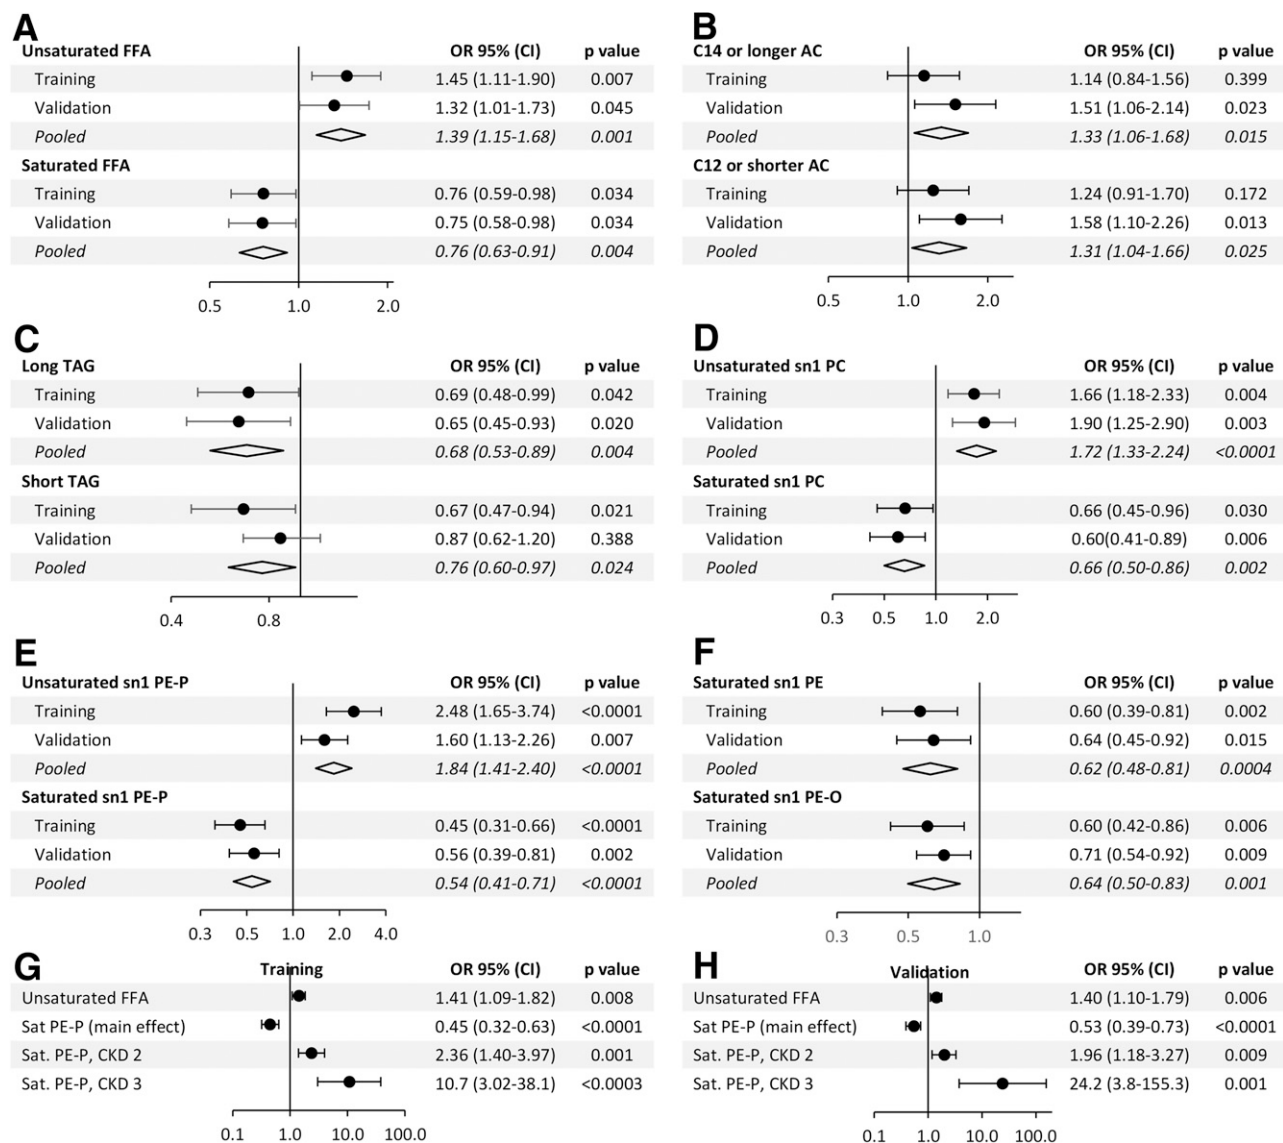 A
Unsaturated FFA OR 95% (CI) p value
Training 1.45 (1.11-1.90) 0.007
Validation 1.32 (1.01-1.73) 0.045
Pooled 1.39 (1.15-1.68) 0.001
Saturated FFA
Training 0.76 (0.59-0.98) 0.034
Validation 0.75 (0.58-0.98) 0.034
Pooled 0.76 (0.63-0.91) 0.004
0.5 1.0 2.0
B
C14 or longer AC OR 95% (CI) p value
Training 1.14 (0.84-1.56) 0.399
Validation 1.51 (1.06-2.14) 0.023
Pooled 1.33 (1.06-1.68) 0.015
C12 or shorter AC
Training 1.24 (0.91-1.70) 0.172
Validation 1.58 (1.10-2.26) 0.013
Pooled 1.31 (1.04-1.66) 0.025
0.5 1.0 2.0
C
Long TAG OR 95% (CI) p value
Training 0.69 (0.48-0.99) 0.042
Validation 0.65 (0.45-0.93) 0.020
Pooled 0.68 (0.53-0.89) 0.004
Short TAG
Training 0.67 (0.47-0.94) 0.021
Validation 0.87 (0.62-1.20) 0.388
Pooled 0.76 (0.60-0.97) 0.024
0.4 0.8
D
Unsaturated sn1 PC OR 95% (CI) p value
Training 1.66 (1.18-2.33) 0.004
Validation 1.90 (1.25-2.90) 0.003
Pooled 1.72 (1.33-2.24) <0.0001
Saturated sn1 PC
Training 0.66 (0.45-0.96) 0.030
Validation 0.60(0.41-0.89) 0.006
Pooled 0.66 (0.50-0.86) 0.002
0.3 0.5 1.0 2.0
E
Unsaturated sn1 PE-P OR 95% (CI) p value
Training 2.48 (1.65-3.74) <0.0001
Validation 1.60 (1.13-2.26) 0.007
Pooled 1.84 (1.41-2.40) <0.0001
Saturated sn1 PE-P
Training 0.45 (0.31-0.66) <0.0001
Validation 0.56 (0.39-0.81) 0.002
Pooled 0.54 (0.41-0.71) <0.0001
0.3 0.5 1.0 2.0 4.0
F
Saturated sn1 PE OR 95% (CI) p value
Training 0.60 (0.39-0.81) 0.002
Validation 0.64 (0.45-0.92) 0.015
Pooled 0.62 (0.48-0.81) 0.0004
Saturated sn1 PE-O
Training 0.60 (0.42-0.86) 0.006
Validation 0.71 (0.54-0.92) 0.009
Pooled 0.64 (0.50-0.83) 0.001
0.3 0.5 1.0
G
Training OR 95% (CI) p value
Unsaturated FFA 1.41 (1.09-1.82) 0.008
Sat PE-P (main effect) 0.45 (0.32-0.63) <0.0001
Sat. PE-P, CKD 2 2.36 (1.40-3.97) 0.001
Sat. PE-P, CKD 3 10.7 (3.02-38.1) <0.0003
0.1 1.0 10.0 100.0
H
Validation OR 95% (CI) p value
Unsaturated FFA 1.40 (1.10-1.79) 0.006
Sat PE-P (main effect) 0.53 (0.39-0.73) <0.0001
Sat. PE-P, CKD 2 1.96 (1.18-3.27) 0.009
Sat. PE-P, CKD 3 24.2 (3.8-155.3) 0.001
0.1 1.0 10.0 100.0